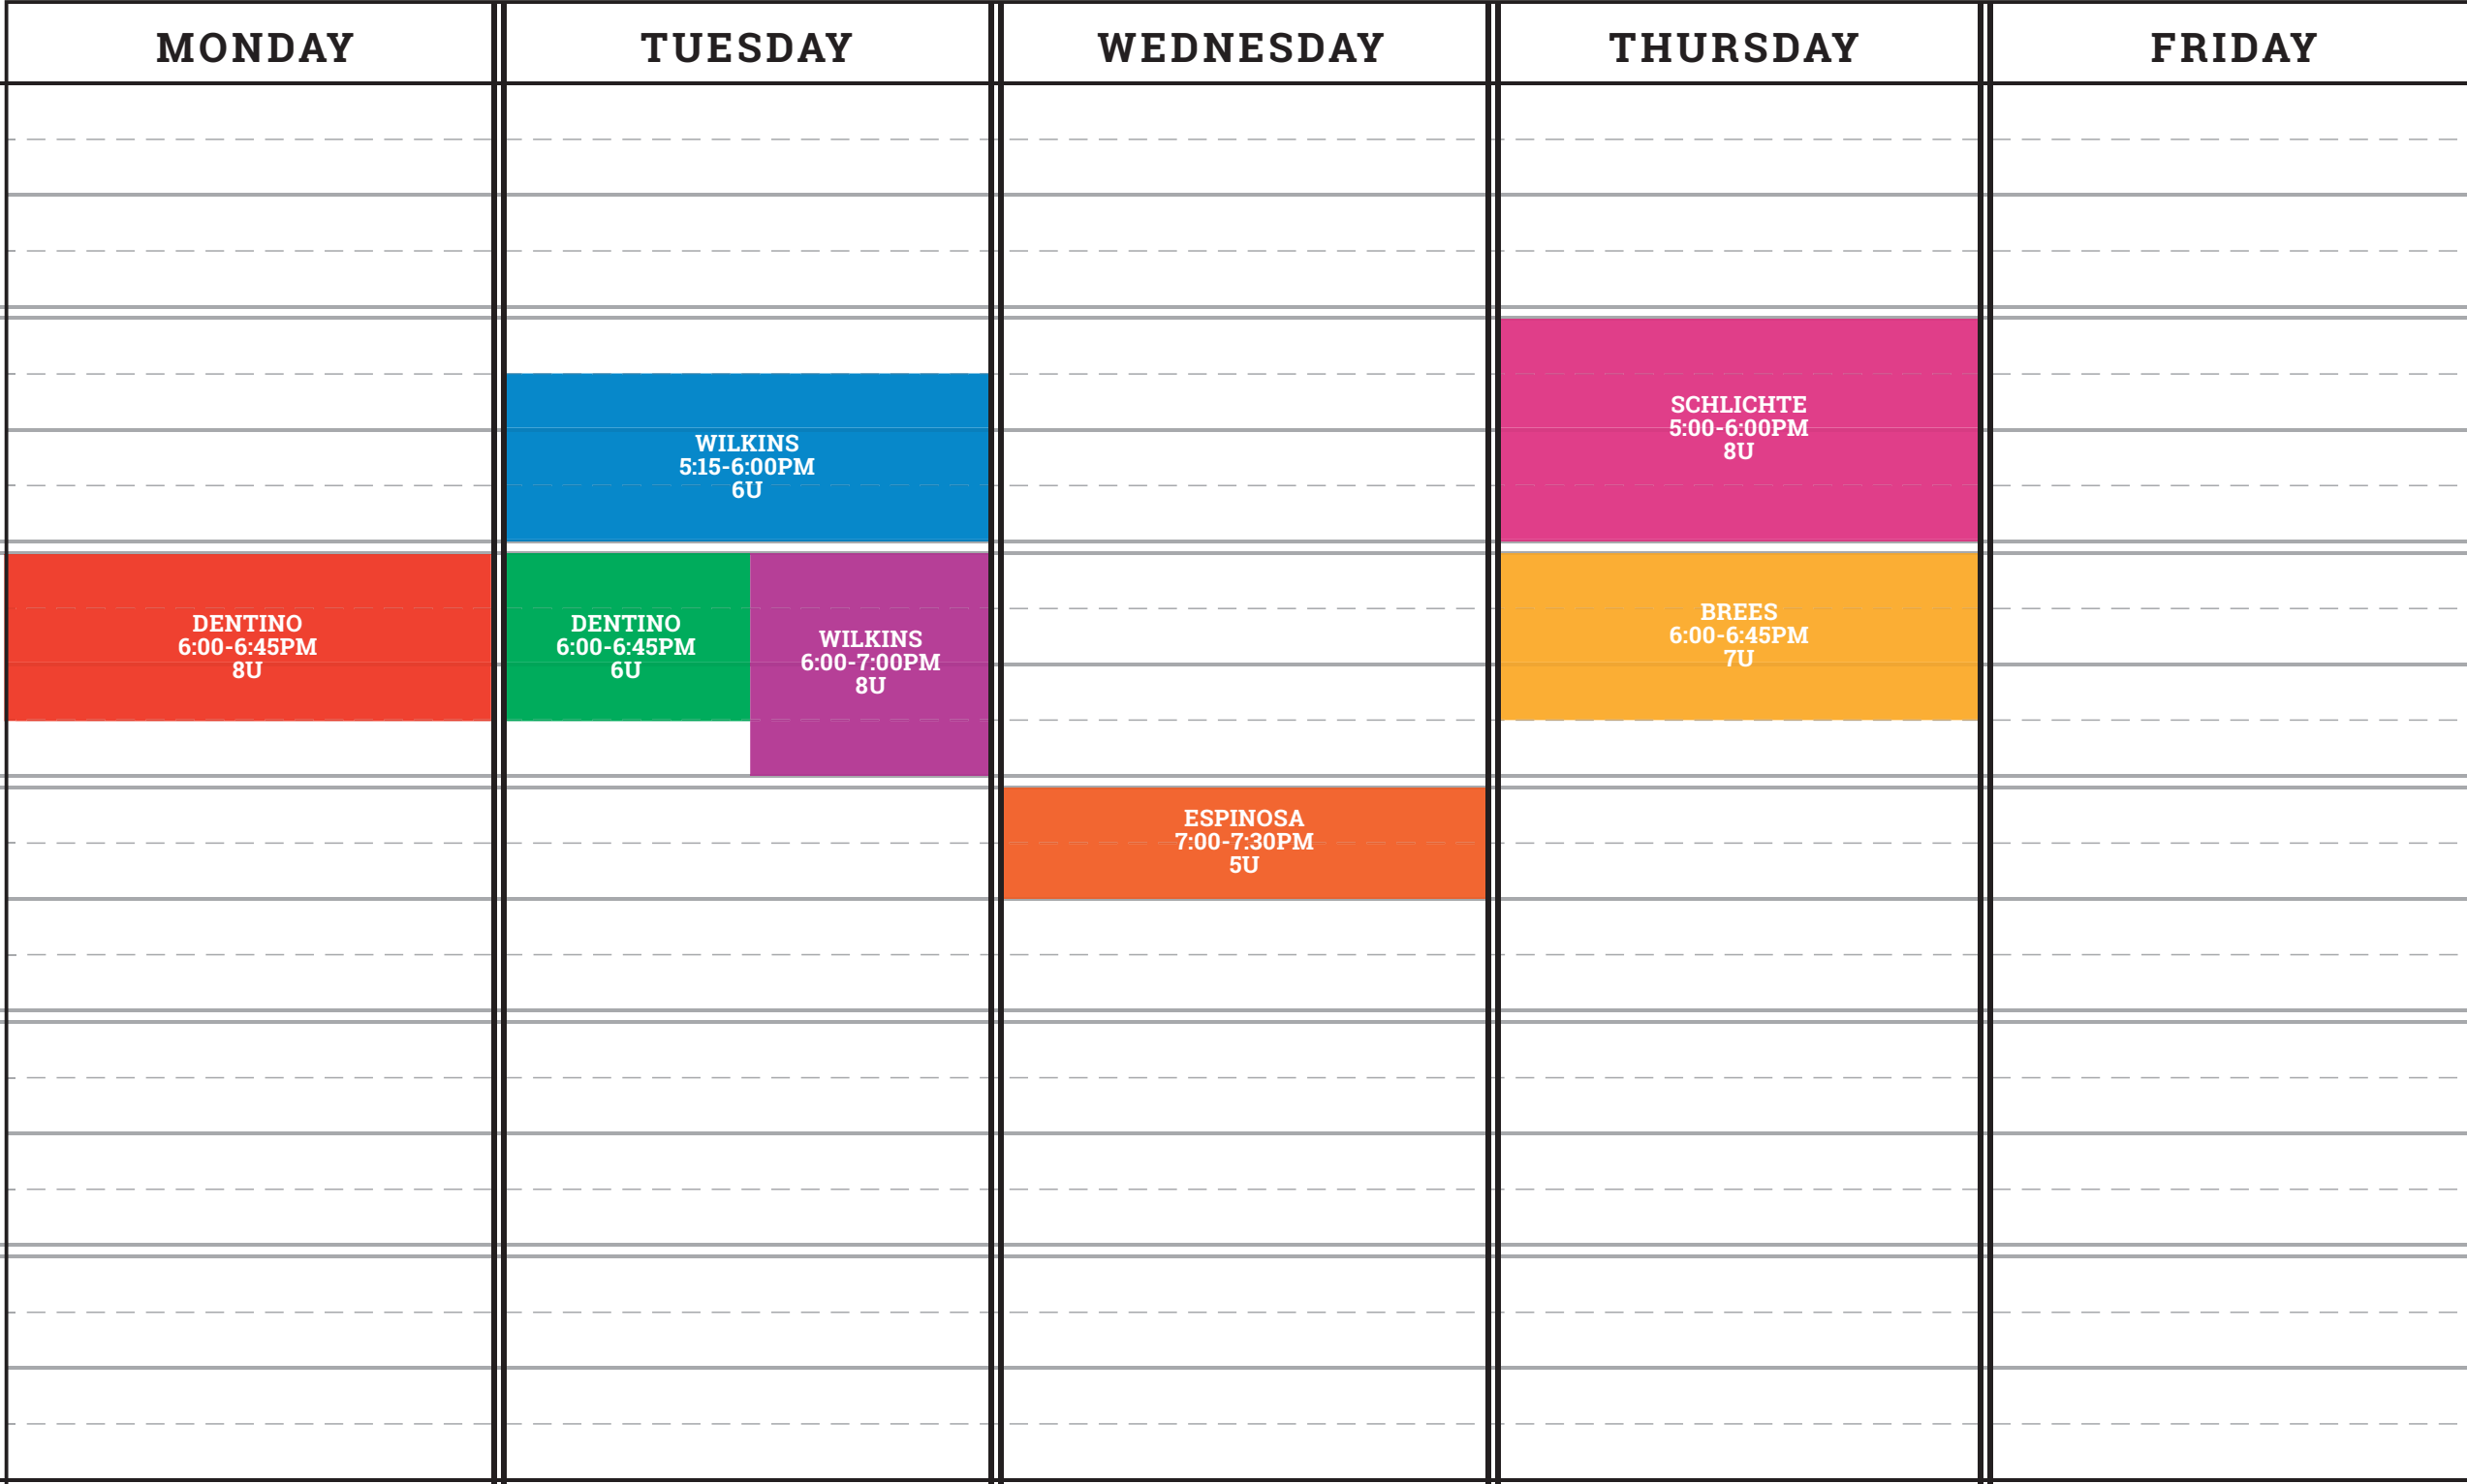 MONDAY
TUESDAY
WEDNESDAY
THURSDAY
FRIDAY
WILKINS
5:15-6:00PM
6U
SCHLICHTE
5:00-6:00PM
8U
DENTINO
6:00-6:45PM
8U
DENTINO
6:00-6:45PM
6U
WILKINS
6:00-7:00PM
8U
BREES
6:00-6:45PM
7U
ESPINOSA
7:00-7:30PM
5U